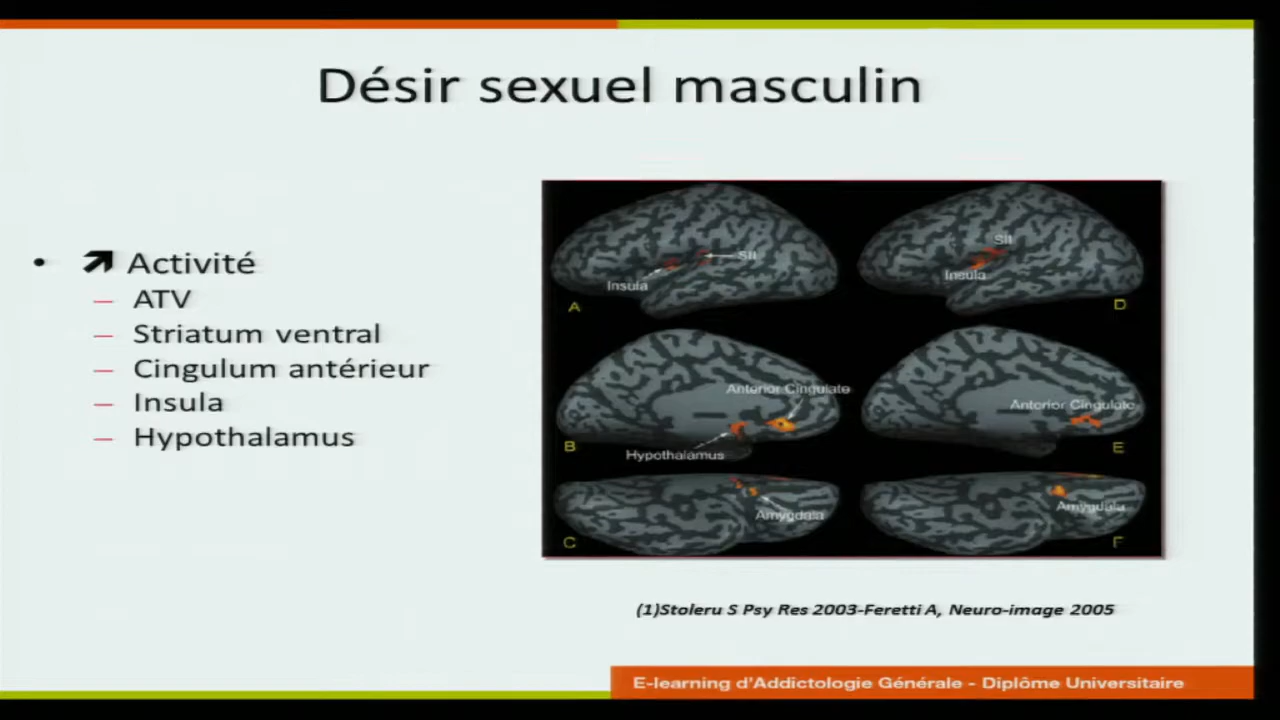 Désir sexuel masculin
• ↗ Activité
– ATV
– Striatum ventral
– Cingulum antérieur
– Insula
– Hypothalamus
SII
Insula
A
SII
Insula
D
Anterior Cingulate
Hypothalamus
B
Anterior Cingulate
E
Amygdala
C
Amygdala
F
(1)Stoleru S Psy Res 2003-Feretti A, Neuro-image 2005
E-learning d'Addictologie Générale - Diplôme Universitaire